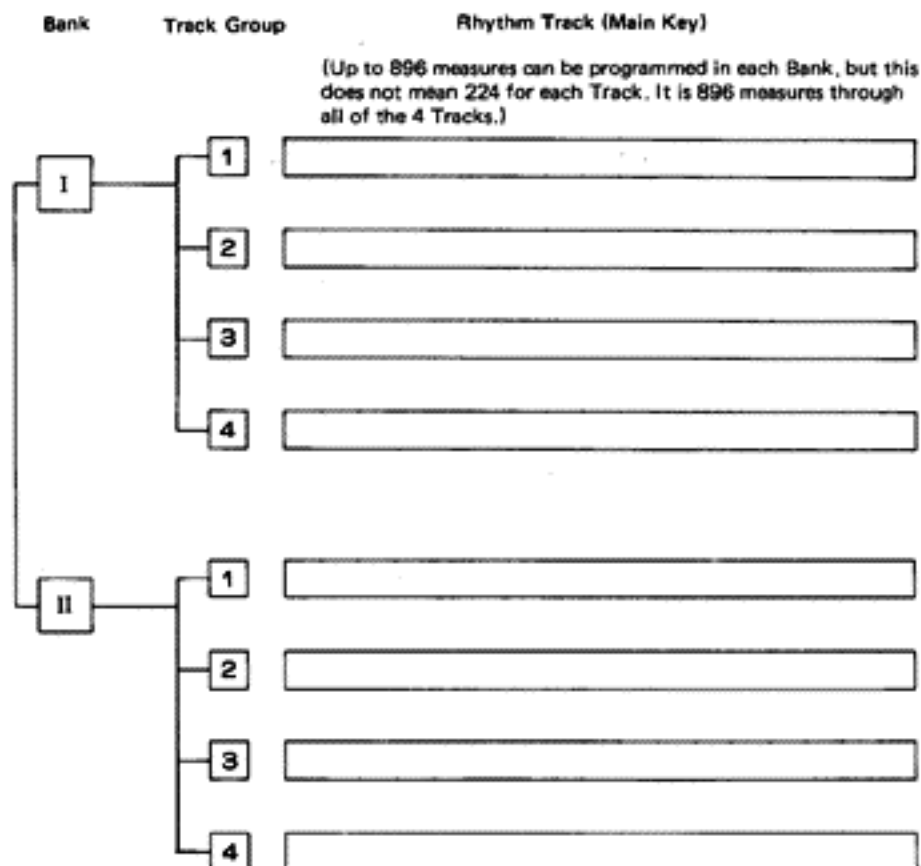 Bank Track Group Rhythm Track (Main Key)
(Up to 896 measures can be programmed in each Bank, but this
does not mean 224 for each Track. It is 896 measures through
all of the 4 Tracks.)
1
I
2
3
4
1
II
2
3
4